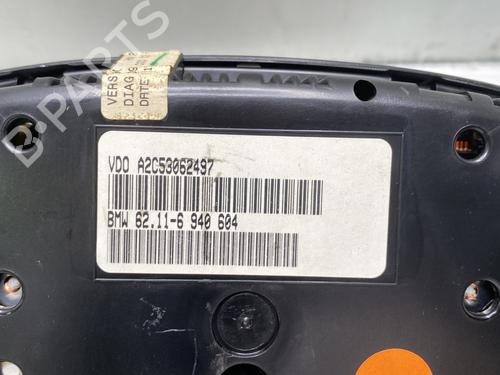 VERS
DIAG
DATE
VDO A2C53062497
BMW 62.11-6 940 604
B-PARTS